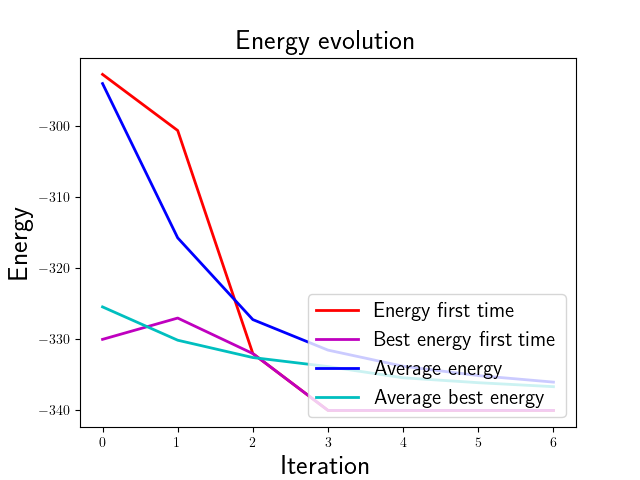 Energy evolution
Energy
−300
−310
−320
−330
−340
Energy first time
Best energy first time
Average energy
Average best energy
0 1 2 3 4 5 6
Iteration